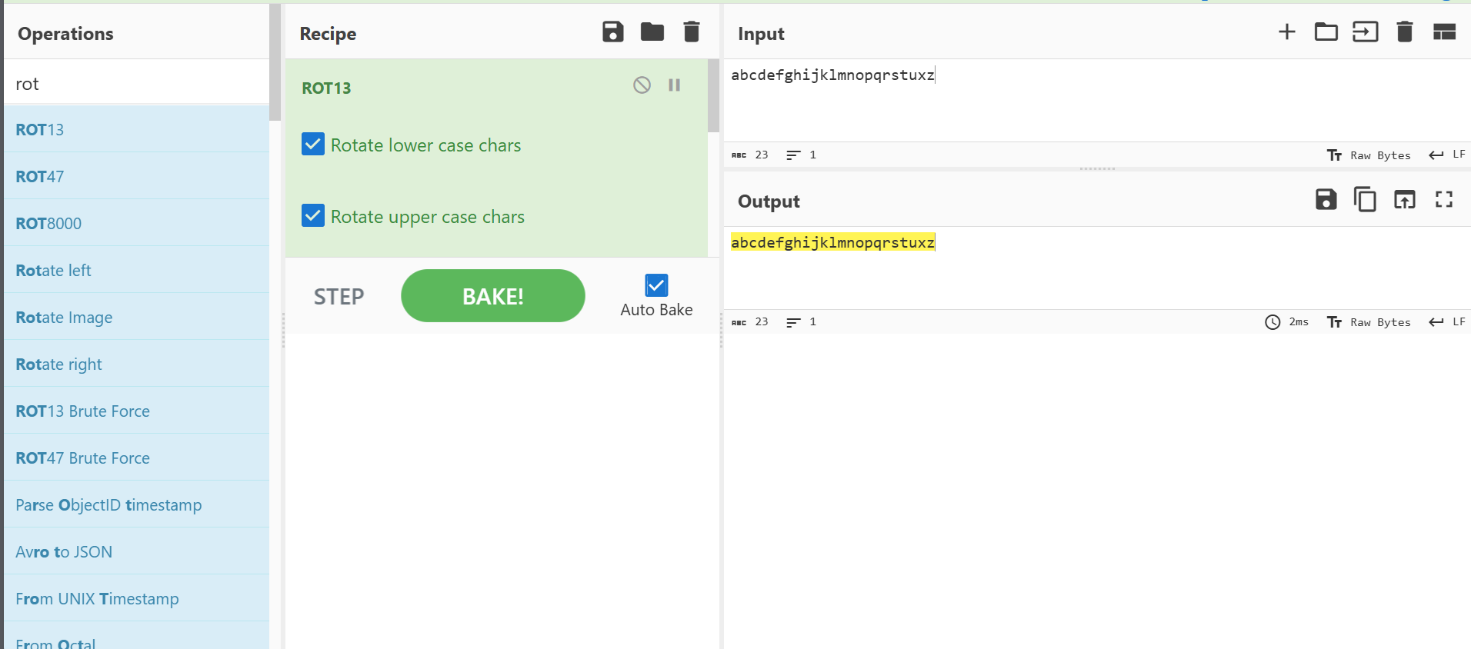 Operations
rot
ROT13
ROT47
ROT8000
Rotate left
Rotate Image
Rotate right
ROT13 Brute Force
ROT47 Brute Force
Parse ObjectID timestamp
Avro to JSON
From UNIX Timestamp
From Octal
Recipe
ROT13
Rotate lower case chars
Rotate upper case chars
STEP
BAKE!
Auto Bake
Input
abcdefghijklmnopqrstuxz
ABC 23 1
Raw Bytes LF
Output
abcdefghijklmnopqrstuxz
ABC 23 1
2ms Raw Bytes LF